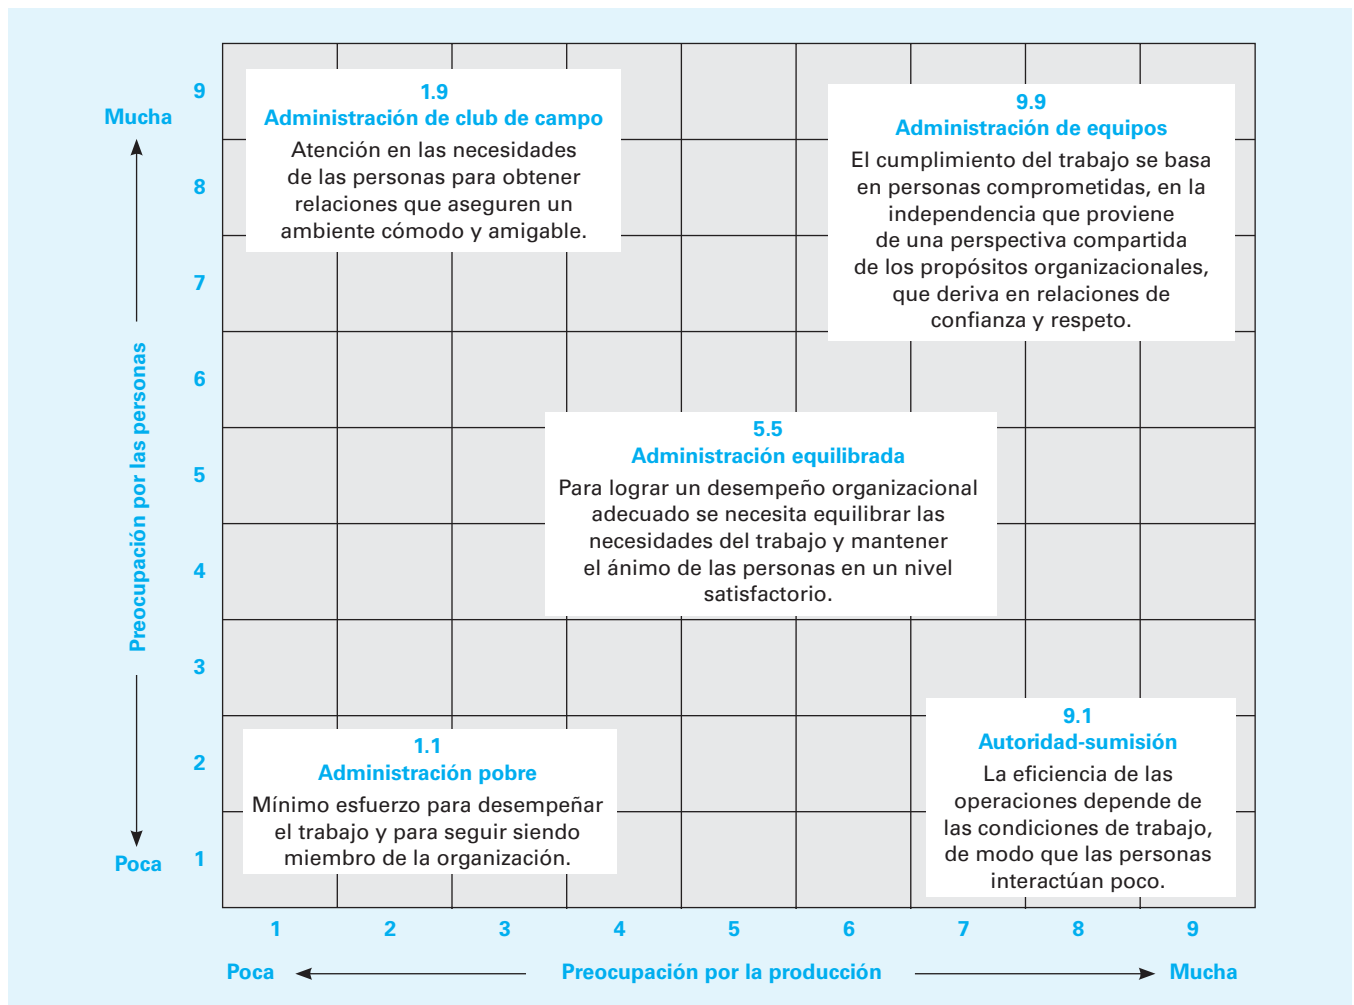 1.9
Administración de club de campo
Atención en las necesidades
de las personas para obtener
relaciones que aseguren un
ambiente cómodo y amigable.
9.9
Administración de equipos
El cumplimiento del trabajo se basa
en personas comprometidas, en la
independencia que proviene
de una perspectiva compartida
de los propósitos organizacionales,
que deriva en relaciones de
confianza y respeto.
5.5
Administración equilibrada
Para lograr un desempeño organizacional
adecuado se necesita equilibrar las
necesidades del trabajo y mantener
el ánimo de las personas en un nivel
satisfactorio.
1.1
Administración pobre
Mínimo esfuerzo para desempeñar
el trabajo y para seguir siendo
miembro de la organización.
9.1
Autoridad-sumisión
La eficiencia de las
operaciones depende de
las condiciones de trabajo,
de modo que las personas
interactúan poco.
Mucha
Preocupación por las personas
Poca
9
8
7
6
5
4
3
2
1
1 2 3 4 5 6 7 8 9
Poca Preocupación por la producción Mucha